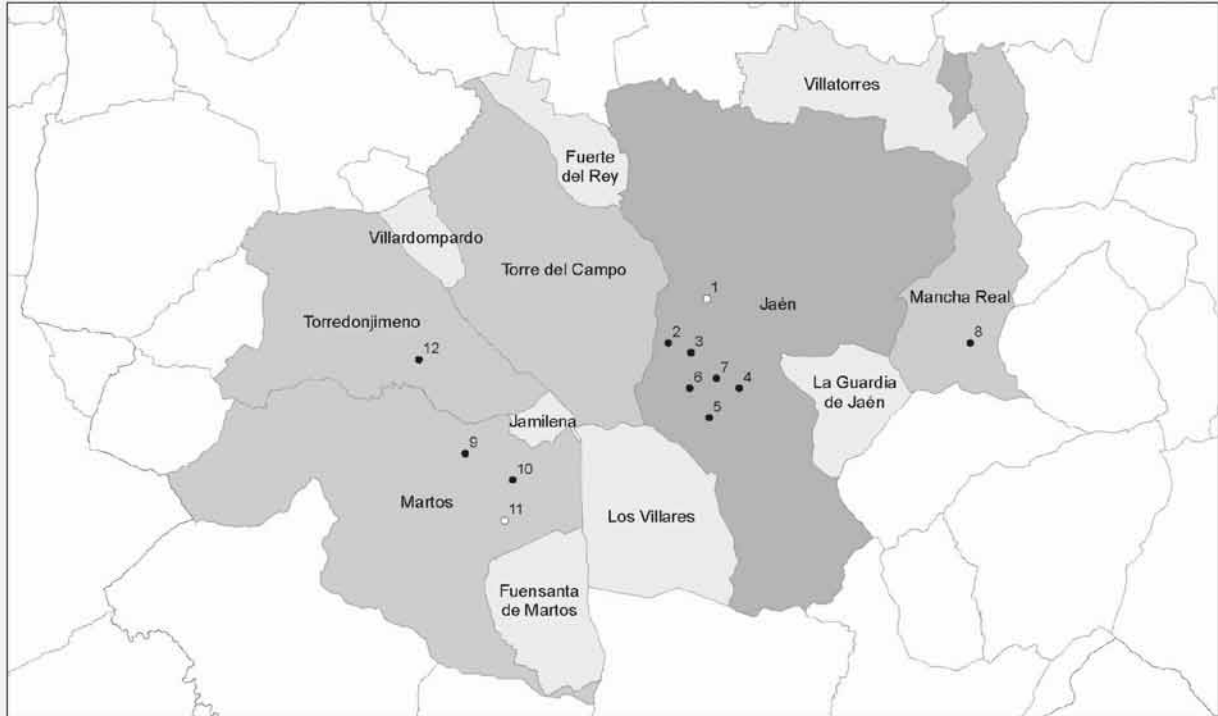 Villatorres
Fuerte
del Rey
Villardompardo
Torre del Campo
1
Jaén
Mancha Real
Torredonjimeno
2
3
8
12
7
6
4
La Guardia
de Jaén
5
Jamilena
9
10
Martos
11
Los Villares
Fuensanta
de Martos